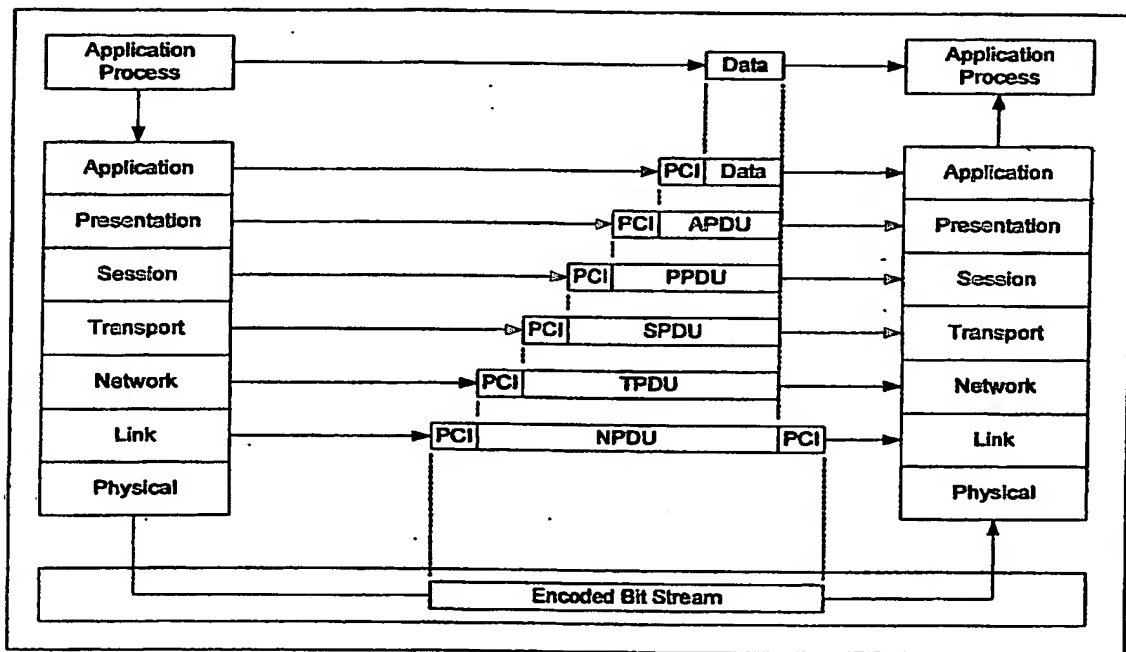 Application
Process
Data
Application
Process
Application
PCI Data
Application
Presentation
PCI APDU
Presentation
Session
PCI PPDU
Session
Transport
PCI SPDU
Transport
Network
PCI TPDU
Network
Link
PCI NPDU PCI
Link
Physical
Physical
Encoded Bit Stream